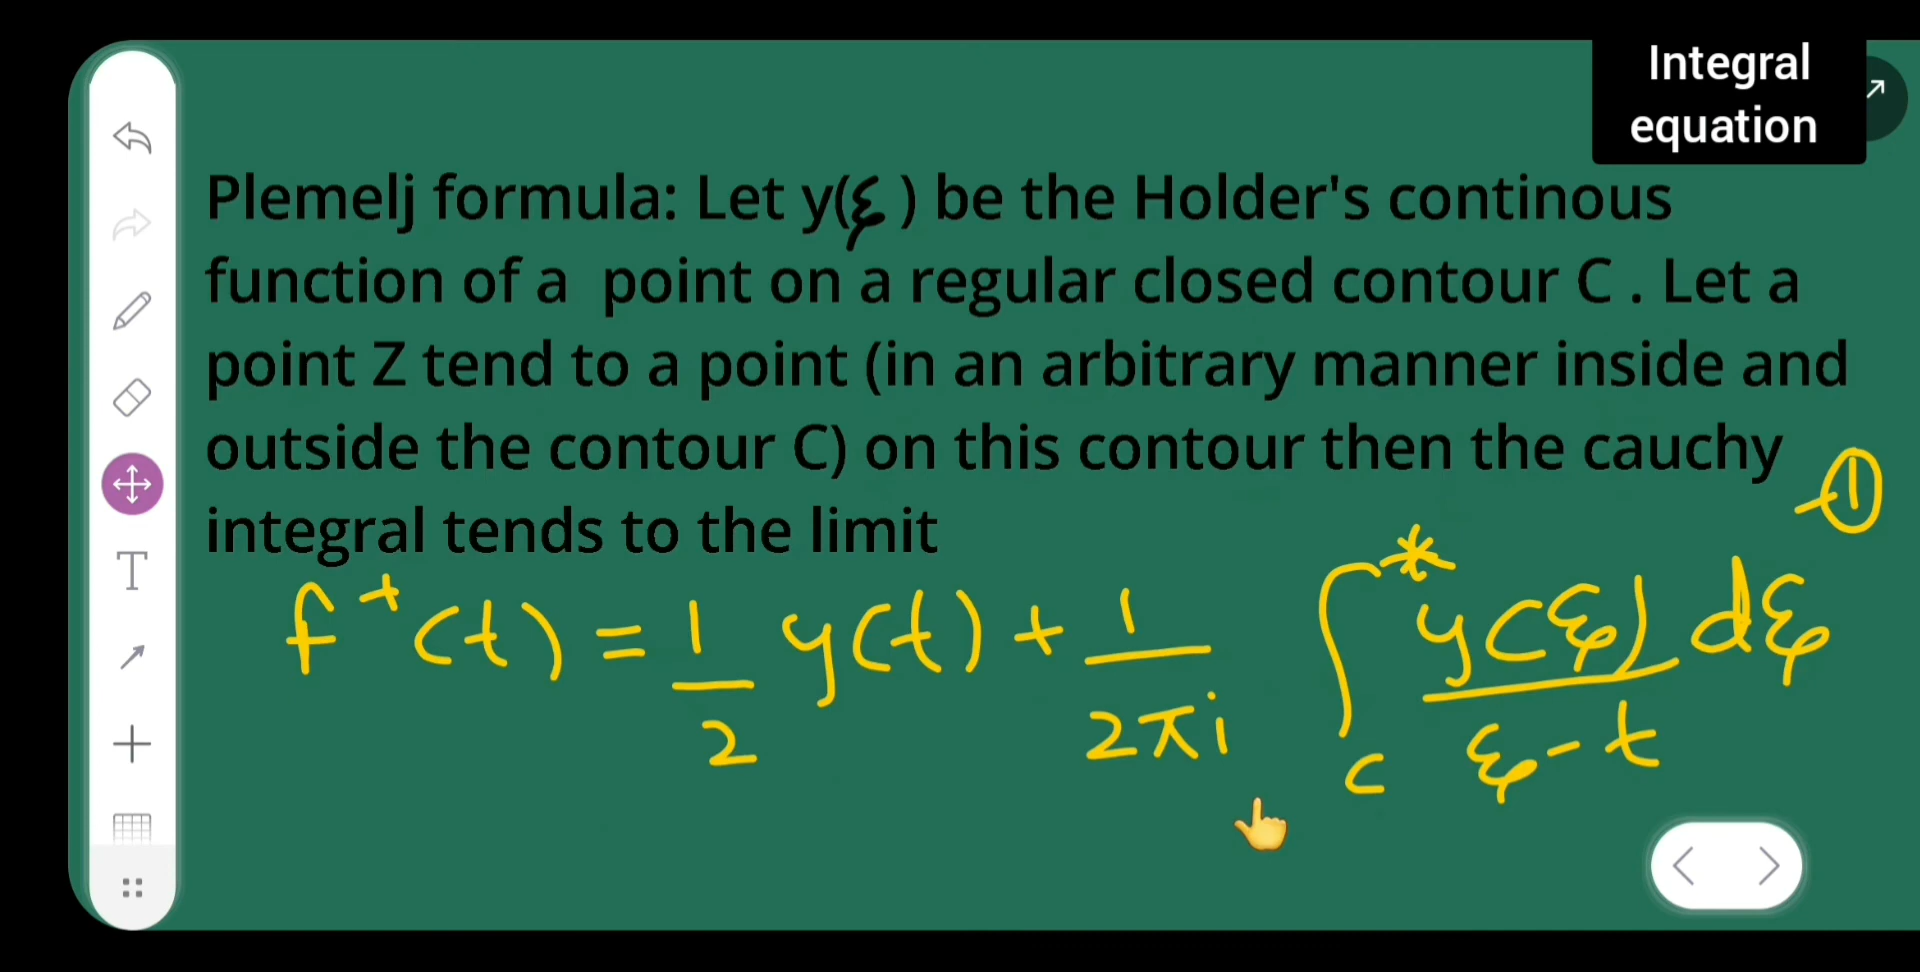 Integral
equation
Plemelj formula: Let y(ξ) be the Holder's continous
function of a point on a regular closed contour C . Let a
point Z tend to a point (in an arbitrary manner inside and
outside the contour C) on this contour then the cauchy
integral tends to the limit
f⁺(t) = 1/2 y(t) + 1/2πi ∫*_C y(ξ)/ξ-t dξ -①
T